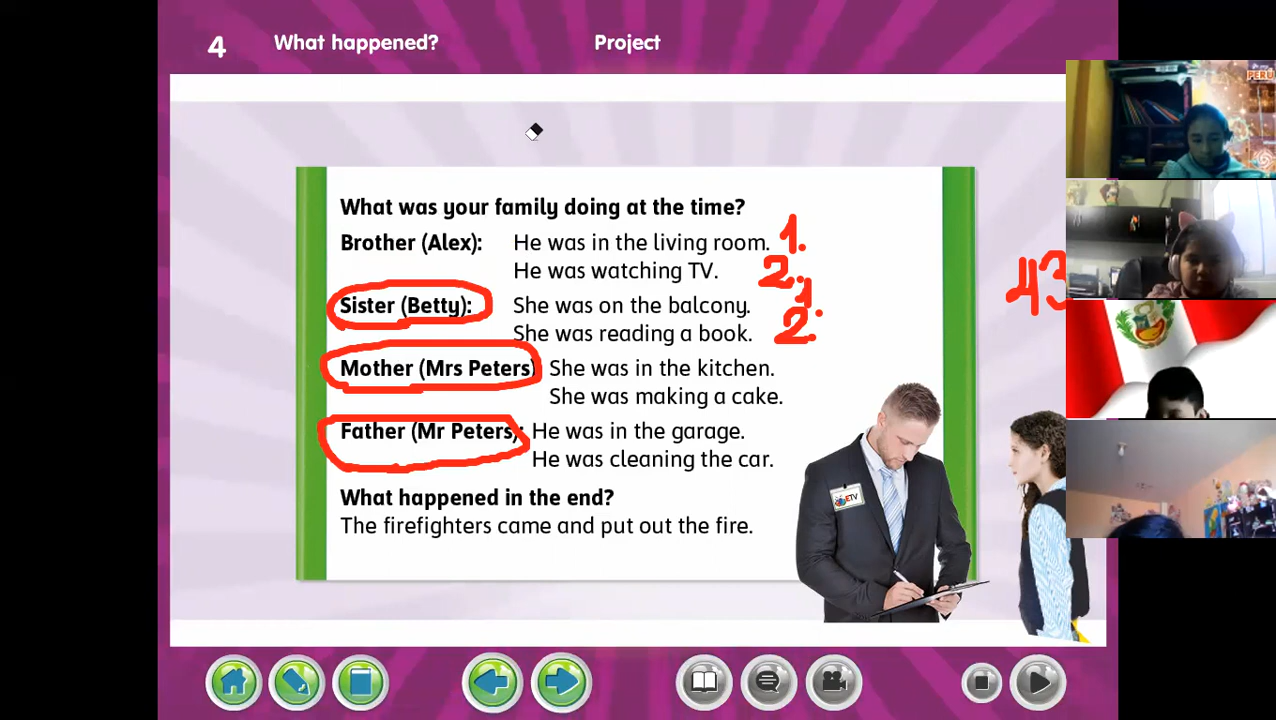 4 What happened? Project
What was your family doing at the time?
Brother (Alex): He was in the living room. 1.
He was watching TV. 2.
Sister (Betty): She was on the balcony. 1.
She was reading a book. 2.
Mother (Mrs Peters) She was in the kitchen.
She was making a cake.
Father (Mr Peters): He was in the garage.
He was cleaning the car.
What happened in the end?
The firefighters came and put out the fire.
43
ETV
PERÚ